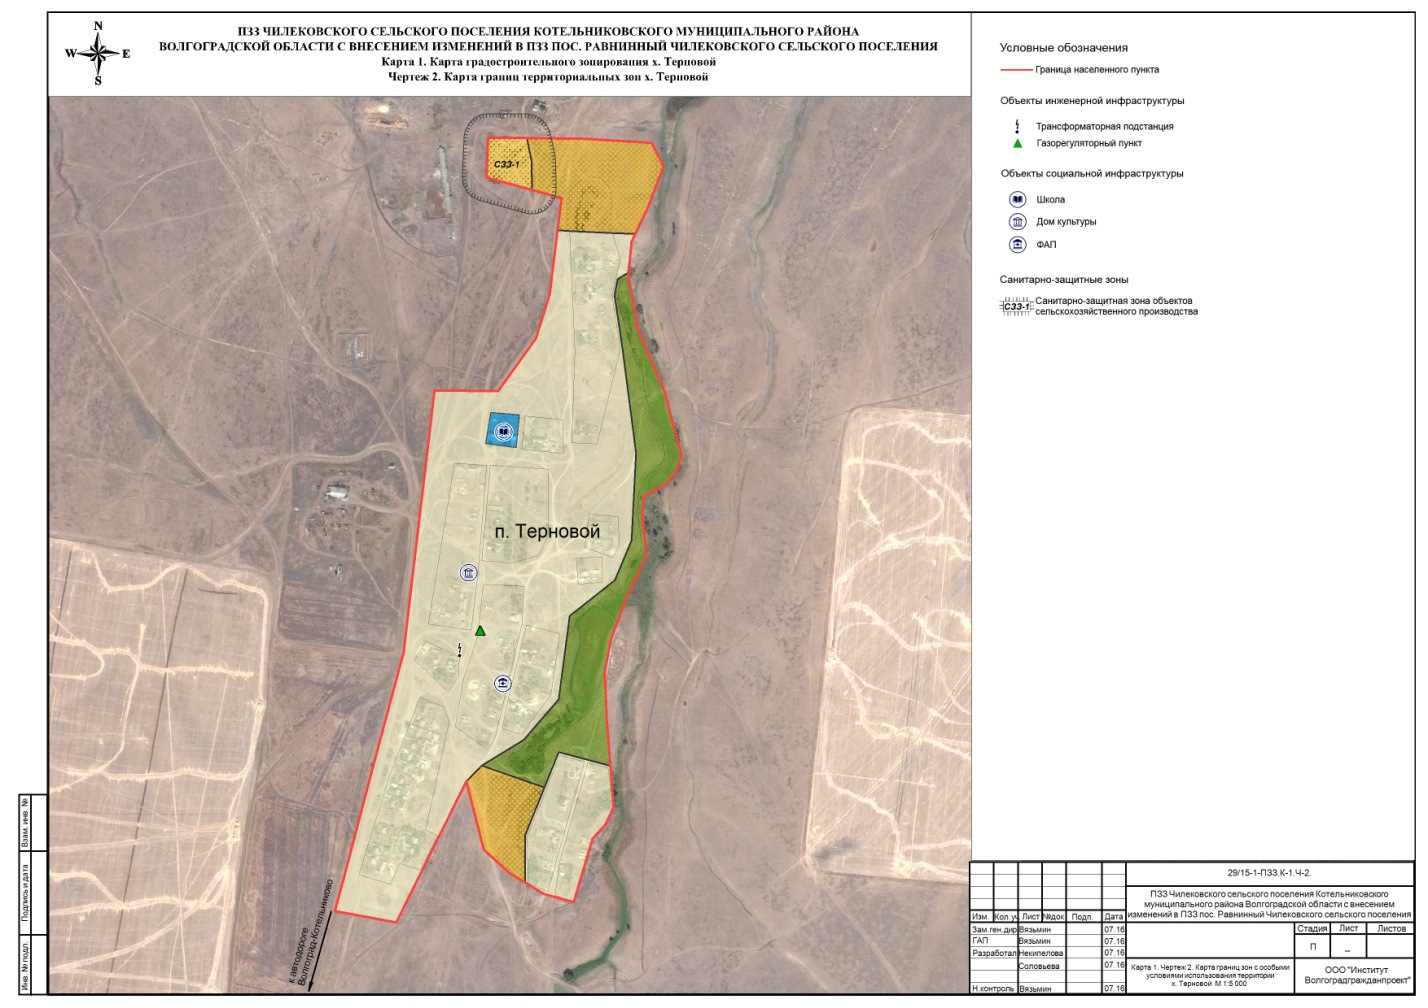 ПЗЗ ЧИЛЕКОВСКОГО СЕЛЬСКОГО ПОСЕЛЕНИЯ КОТЕЛЬНИКОВСКОГО МУНИЦИПАЛЬНОГО РАЙОНА
ВОЛГОГРАДСКОЙ ОБЛАСТИ С ВНЕСЕНИЕМ ИЗМЕНЕНИЙ В ПЗЗ ПОС. РАВНИННЫЙ ЧИЛЕКОВСКОГО СЕЛЬСКОГО ПОСЕЛЕНИЯ
Карта 1. Карта градостроительного зонирования х. Терновой
Чертеж 2. Карта границ территориальных зон х. Терновой
N
W
E
S
Условные обозначения
Граница населенного пункта
Объекты инженерной инфраструктуры
Трансформаторная подстанция
Газорегуляторный пункт
Объекты социальной инфраструктуры
Школа
Дом культуры
ФАП
Санитарно-защитные зоны
СЗЗ-1
Санитарно-защитная зона объектов
сельскохозяйственного производства
СЗЗ-1
п. Терновой
к автодороге
Волгоград-Котельниково
Взам. инв. №
Подпись и дата
Инв. № подл.
29/15-1-ПЗЗ.К-1.Ч-2.
ПЗЗ Чилековского сельского поселения Котельниковского
муниципального района Волгоградской области с внесением
изменений в ПЗЗ пос. Равнинный Чилековского сельского поселения
Изм. Кол.уч Лист №док Подп. Дата
Зам.ген.дир Вязьмин 07.16
ГАП Вязьмин 07.16
Разработал Некипелова 07.16
Соловьева 07.16
Н.контроль Вязьмин 07.16
Стадия Лист Листов
П –
Карта 1. Чертеж 2. Карта границ зон с особыми
условиями использования территории
х. Терновой М 1:5 000
ООО "Институт
Волгоградгражданпроект"